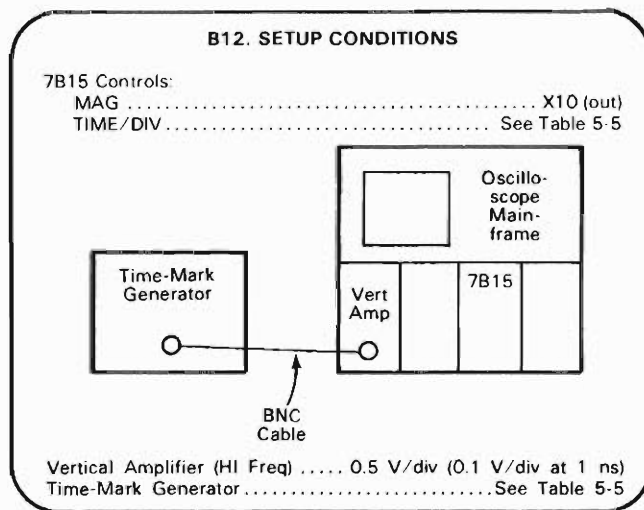 B12. SETUP CONDITIONS
7B15 Controls:
MAG ........................................ X10 (out)
TIME/DIV ................................ See Table 5-5
Oscillo-
scope
Main-
frame
Time-Mark
Generator
Vert
Amp
7B15
BNC
Cable
Vertical Amplifier (HI Freq) ..... 0.5 V/div (0.1 V/div at 1 ns)
Time-Mark Generator ............................ See Table 5-5